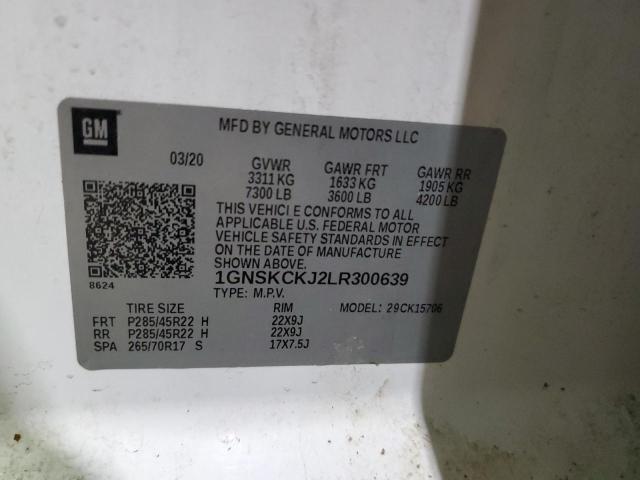 GM
MFD BY GENERAL MOTORS LLC
03/20 GVWR GAWR FRT GAWR RR
3311 KG 1633 KG 1905 KG
7300 LB 3600 LB 4200 LB
THIS VEHICLE CONFORMS TO ALL
APPLICABLE U.S. FEDERAL MOTOR
VEHICLE SAFETY STANDARDS IN EFFECT
ON THE DATE OF MANUFACTURE
SHOWN ABOVE.
8624
1GNSKCKJ2LR300639
TYPE: M.P.V.
TIRE SIZE RIM MODEL: 29CK15706
FRT P285/45R22 H 22X9J
RR P285/45R22 H 22X9J
SPA 265/70R17 S 17X7.5J